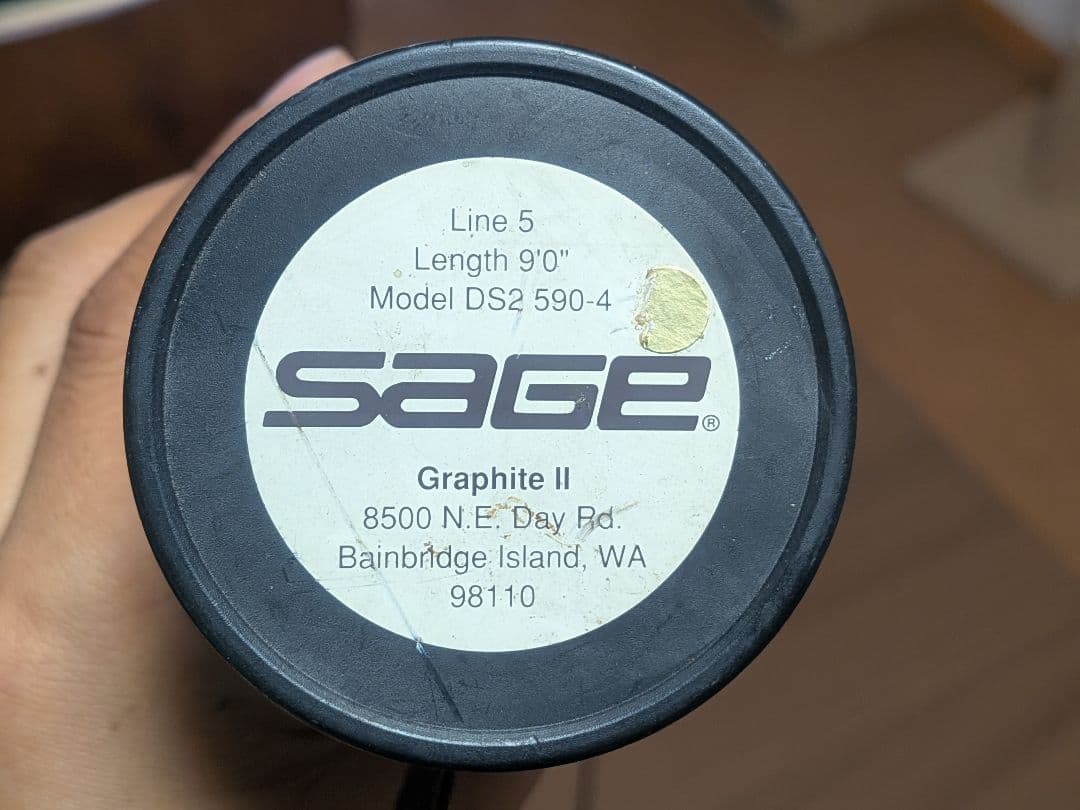 Line 5
Length 9'0"
Model DS2 590-4
SAGE®
Graphite II
8500 N.E. Day Rd.
Bainbridge Island, WA
98110